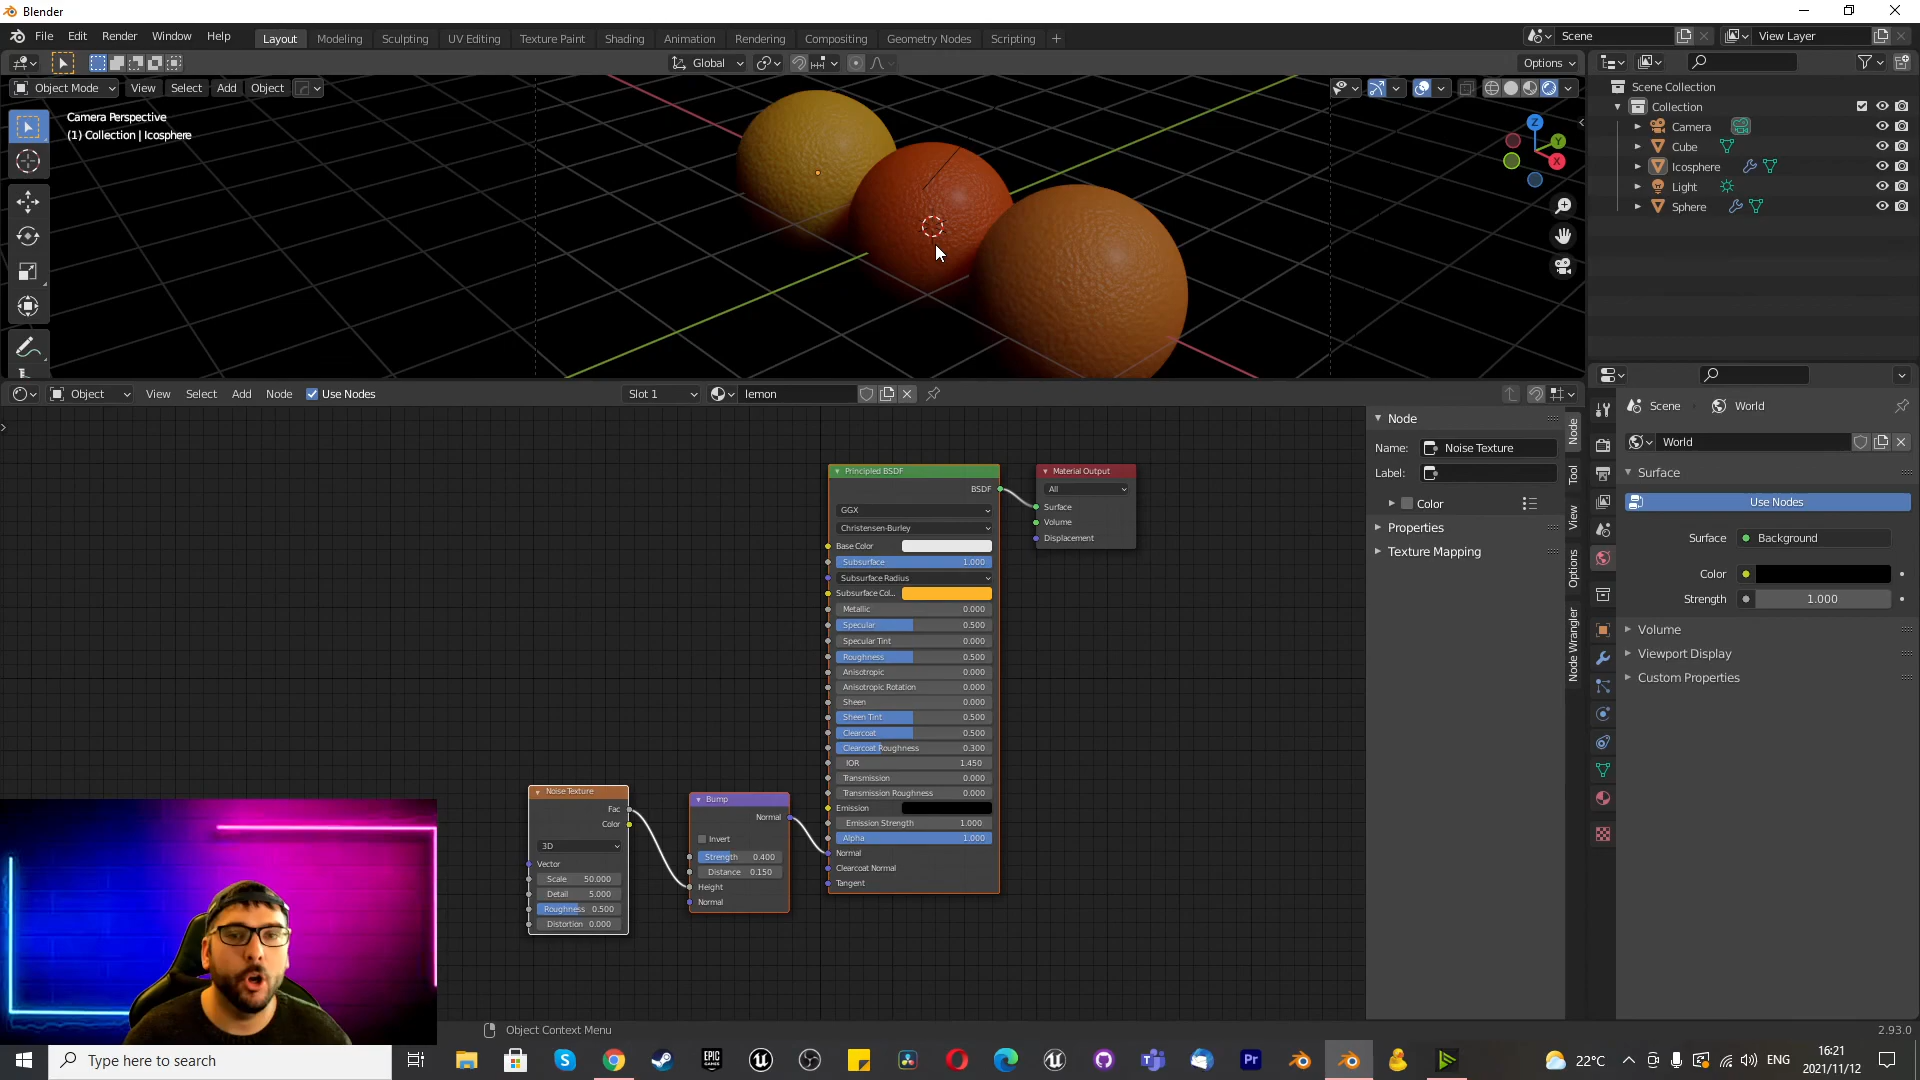 Blender
File Edit Render Window Help
Layout Modeling Sculpting UV Editing Texture Paint Shading Animation Rendering Compositing Geometry Nodes Scripting +
Scene
View Layer
Global
Options
Object Mode View Select Add Object
Camera Perspective
(1) Collection | Icosphere
Z
Y
X
Scene Collection
Collection
Camera
Cube
Icosphere
Light
Sphere
Object View Select Add Node Use Nodes
Slot 1
lemon
Principled BSDF
BSDF
GGX
Christensen-Burley
Base Color
Subsurface 1.000
Subsurface Radius
Subsurface Col...
Metallic 0.000
Specular 0.500
Specular Tint 0.000
Roughness 0.500
Anisotropic 0.000
Anisotropic Rotation 0.000
Sheen 0.000
Sheen Tint 0.500
Clearcoat 0.500
Clearcoat Roughness 0.300
IOR 1.450
Transmission 0.000
Transmission Roughness 0.000
Emission
Emission Strength 1.000
Alpha 1.000
Normal
Clearcoat Normal
Tangent
Material Output
All
Surface
Volume
Displacement
Noise Texture
Fac
Color
3D
Vector
Scale 50.000
Detail 5.000
Roughness 0.500
Distortion 0.000
Bump
Normal
Invert
Strength 0.400
Distance 0.150
Height
Normal
Node
Name: Noise Texture
Label:
Color
Properties
Texture Mapping
Node
Tool
View
Options
Node Wrangler
Scene World
World
Surface
Use Nodes
Surface Background
Color
Strength 1.000
Volume
Viewport Display
Custom Properties
Object Context Menu
2.93.0
Type here to search
EPIC
GAMES
Pr
22°C
ENG
16:21
2021/11/12